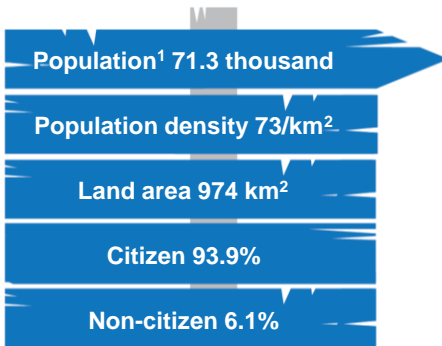 Population¹ 71.3 thousand
Population density 73/km²
Land area 974 km²
Citizen 93.9%
Non-citizen 6.1%